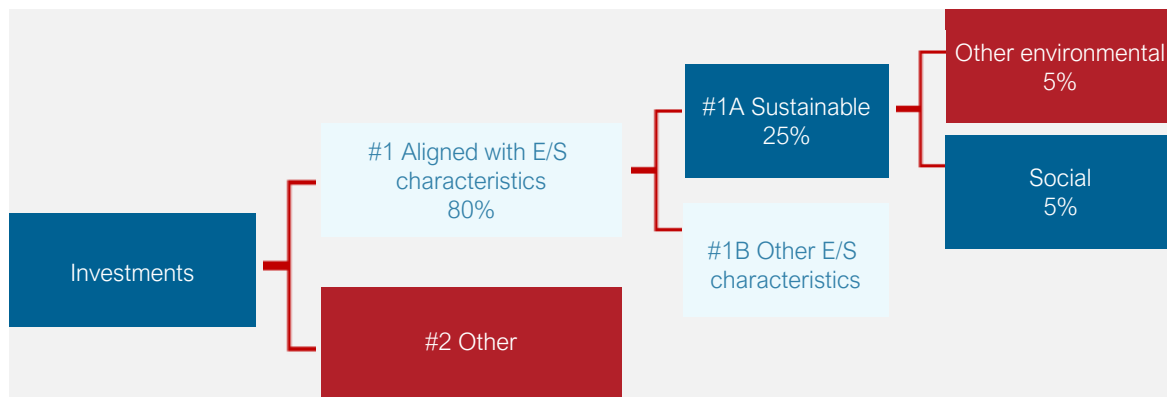 Investments
#1 Aligned with E/S
characteristics
80%
#2 Other
#1A Sustainable
25%
#1B Other E/S
characteristics
Other environmental
5%
Social
5%